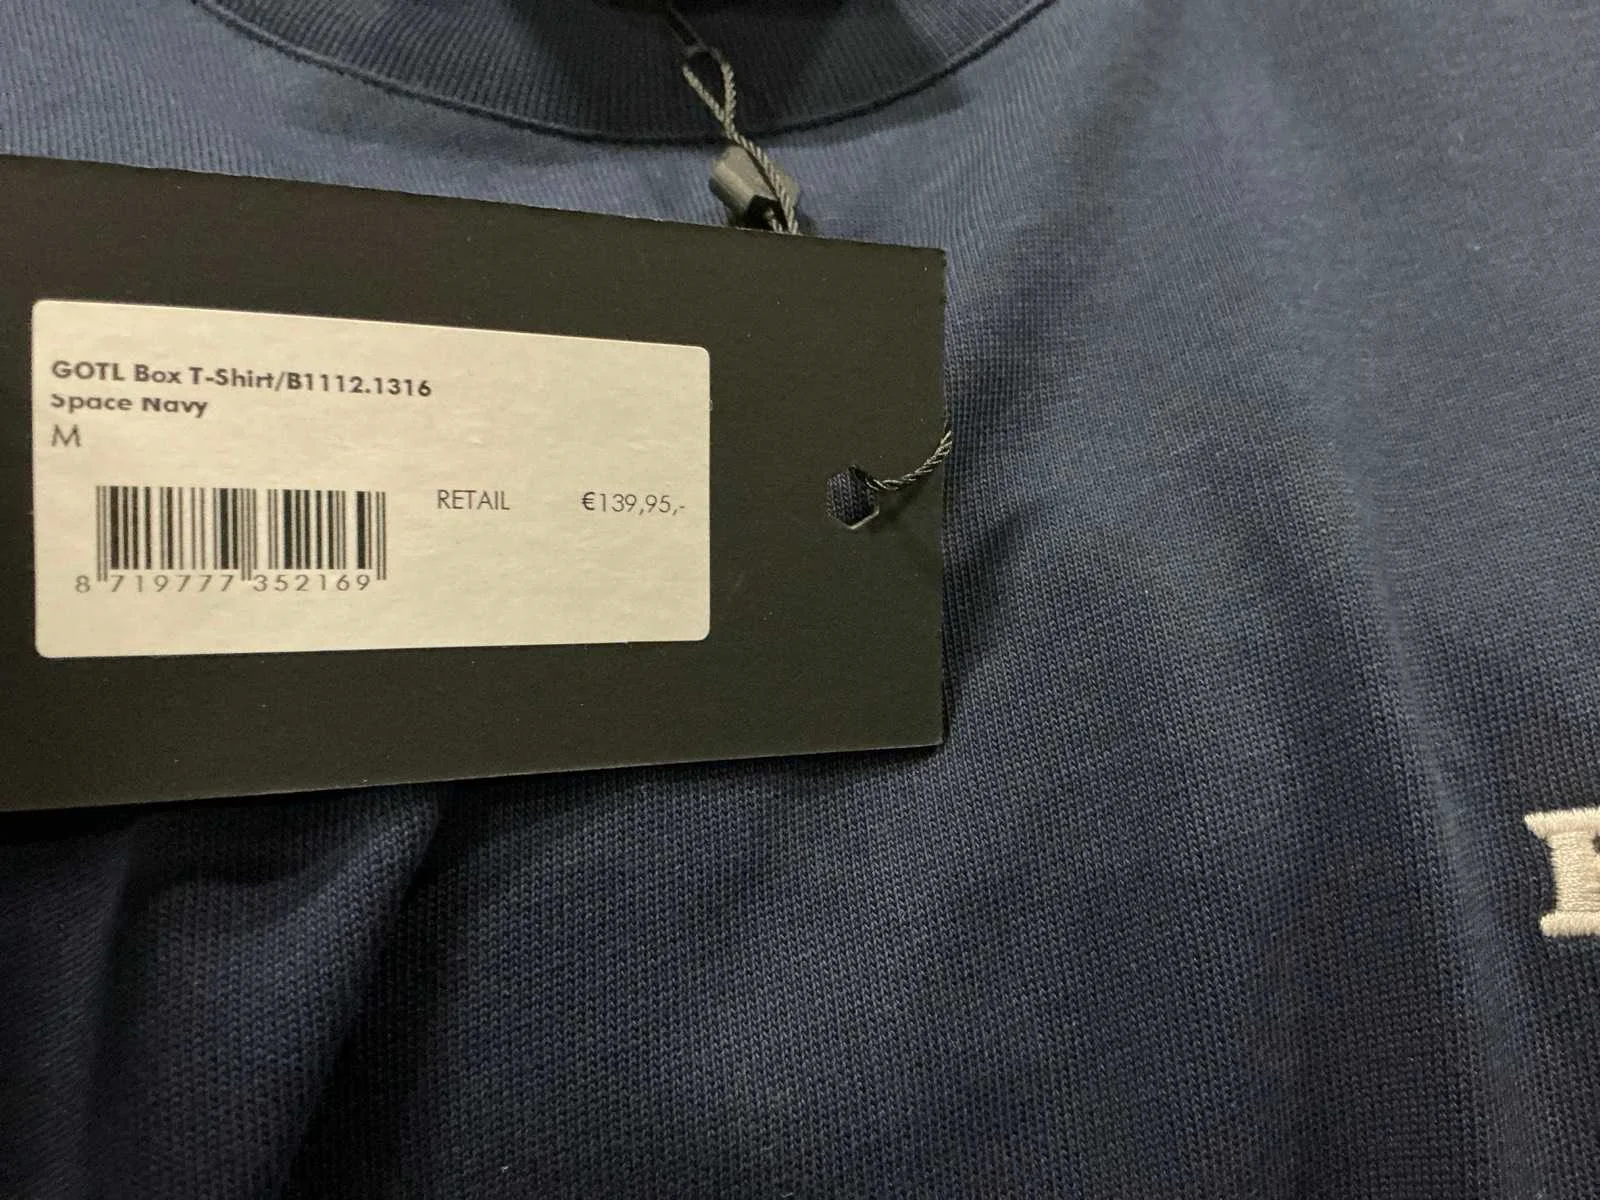 GOTL Box T-Shirt/B1112.1316
Space Navy
M
RETAIL €139,95,-
8 719777 352169